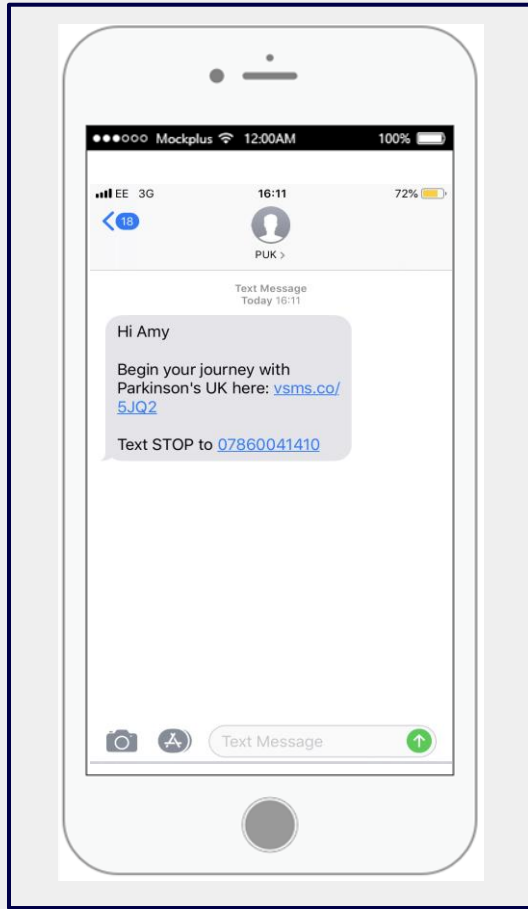 Mockplus 12:00AM 100%
EE 3G 16:11 72%
18
PUK >
Text Message
Today 16:11
Hi Amy
Begin your journey with
Parkinson's UK here: vsms.co/
5JQ2
Text STOP to 07860041410
Text Message